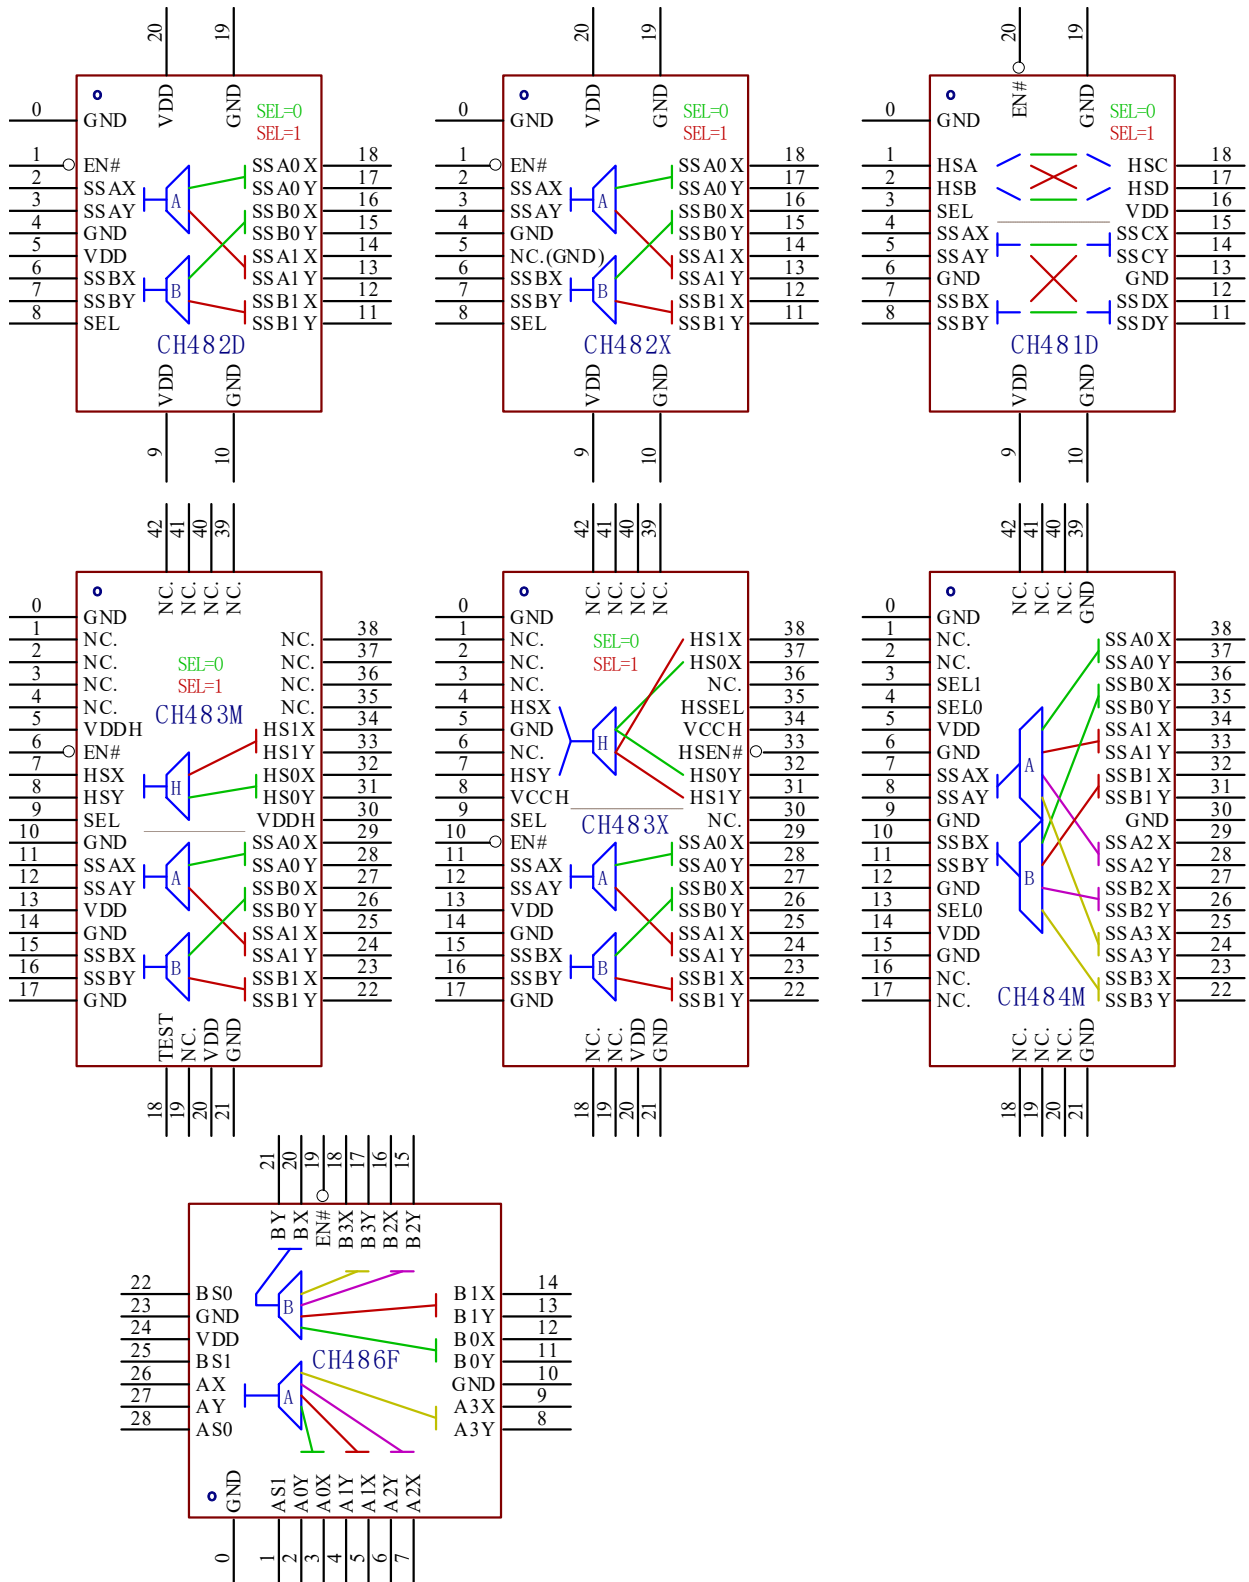 20 19 20 19 20 19
VDD GND VDD GND EN# GND
0 GND SEL=0 0 GND SEL=0 0 GND SEL=0
SEL=1 SEL=1 SEL=1
1 EN# SSA0X 18 1 EN# SSA0X 18 1 HSA HSC 18
2 SSAX SSA0Y 17 2 SSAX SSA0Y 17 2 HSB HSD 17
3 SSAY A SSB0X 16 3 SSAY A SSB0X 16 3 SEL VDD 16
4 GND SSB0Y 15 4 GND SSB0Y 15 4 SSAX SSCX 15
5 VDD SSA1X 14 5 NC.(GND) SSA1X 14 5 SSAY SSCY 14
6 SSBX SSA1Y 13 6 SSBX SSA1Y 13 6 GND GND 13
7 SSBY B SSB1X 12 7 SSBY B SSB1X 12 7 SSBX SSDX 12
8 SEL SSB1Y 11 8 SEL SSB1Y 11 8 SSBY SSDY 11
CH482D CH482X CH481D
VDD GND VDD GND VDD GND
9 10 9 10 9 10
42 41 40 39 42 41 40 39 42 41 40 39
NC. NC. NC. NC. NC. NC. NC. NC. NC. NC. NC. GND
0 GND 0 GND 0 GND
1 NC. NC. 38 1 NC. SEL=0 HS1X 38 1 NC. SSA0X 38
2 NC. SEL=0 NC. 37 2 NC. SEL=1 HS0X 37 2 NC. SSA0Y 37
3 NC. SEL=1 NC. 36 3 NC. NC. 36 3 SEL1 SSB0X 36
4 NC. CH483M NC. 35 4 HSX HSSEL 35 4 SEL0 SSB0Y 35
5 VDDH HS1X 34 5 GND H VCCH 34 5 VDD SSA1X 34
6 EN# HS1Y 33 6 NC. HSEN# 33 6 GND SSA1Y 33
7 HSX H HS0X 32 7 HSY HS0Y 32 7 SSAX A SSB1X 32
8 HSY HS0Y 31 8 VCCH HS1Y 31 8 SSAY SSB1Y 31
9 SEL VDDH 30 9 SEL CH483X NC. 30 9 GND GND 30
10 GND SSA0X 29 10 EN# SSA0X 29 10 SSBX SSA2X 29
11 SSAX A SSA0Y 28 11 SSAX A SSA0Y 28 11 SSBY SSA2Y 28
12 SSAY SSB0X 27 12 SSAY SSB0X 27 12 GND B SSB2X 27
13 VDD SSB0Y 26 13 VDD SSB0Y 26 13 SEL0 SSB2Y 26
14 GND SSA1X 25 14 GND SSA1X 25 14 VDD SSA3X 25
15 SSBX B SSA1Y 24 15 SSBX B SSA1Y 24 15 GND SSA3Y 24
16 SSBY SSB1X 23 16 SSBY SSB1X 23 16 NC. SSB3X 23
17 GND SSB1Y 22 17 GND SSB1Y 22 17 NC. CH484M SSB3Y 22
TEST NC. VDD GND NC. NC. VDD GND NC. NC. NC. GND
18 19 20 21 18 19 20 21 18 19 20 21
21 20 19 18 17 16 15
BY BX EN# B3X B3Y B2X B2Y
22 BS0 B B1X 14
23 GND B1Y 13
24 VDD B0X 12
25 BS1 CH486F B0Y 11
26 AX A GND 10
27 AY A3X 9
28 AS0 A3Y 8
GND AS1 A0Y A0X A1Y A1X A2Y A2X
0 1 2 3 4 5 6 7